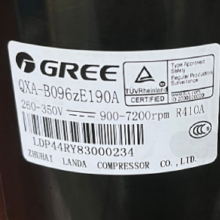 GREE
TÜVRheinland
CERTIFIED
QXA-B096zE190A
260-350V 900-7200rpm R410A
LDP44RY83000234
ZHUHAI LANDA COMPRESSOR CO.,LTD.